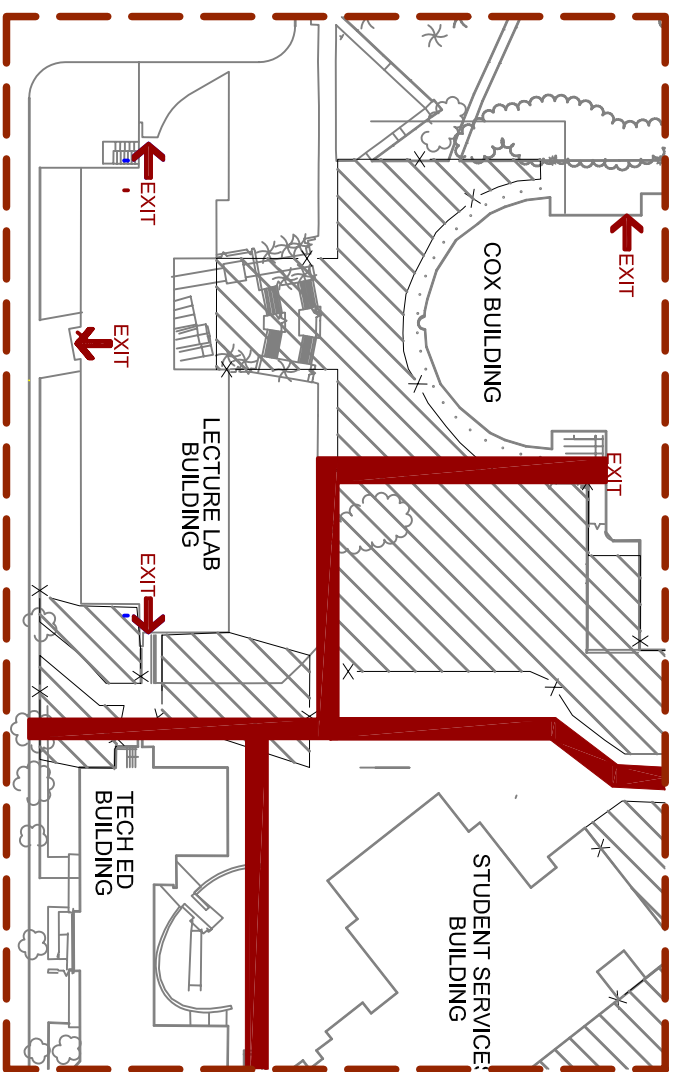 EXIT
EXIT
COX BUILDING
EXIT
LECTURE LAB
BUILDING
EXIT
EXIT
TECH ED
BUILDING
STUDENT SERVICES
BUILDING